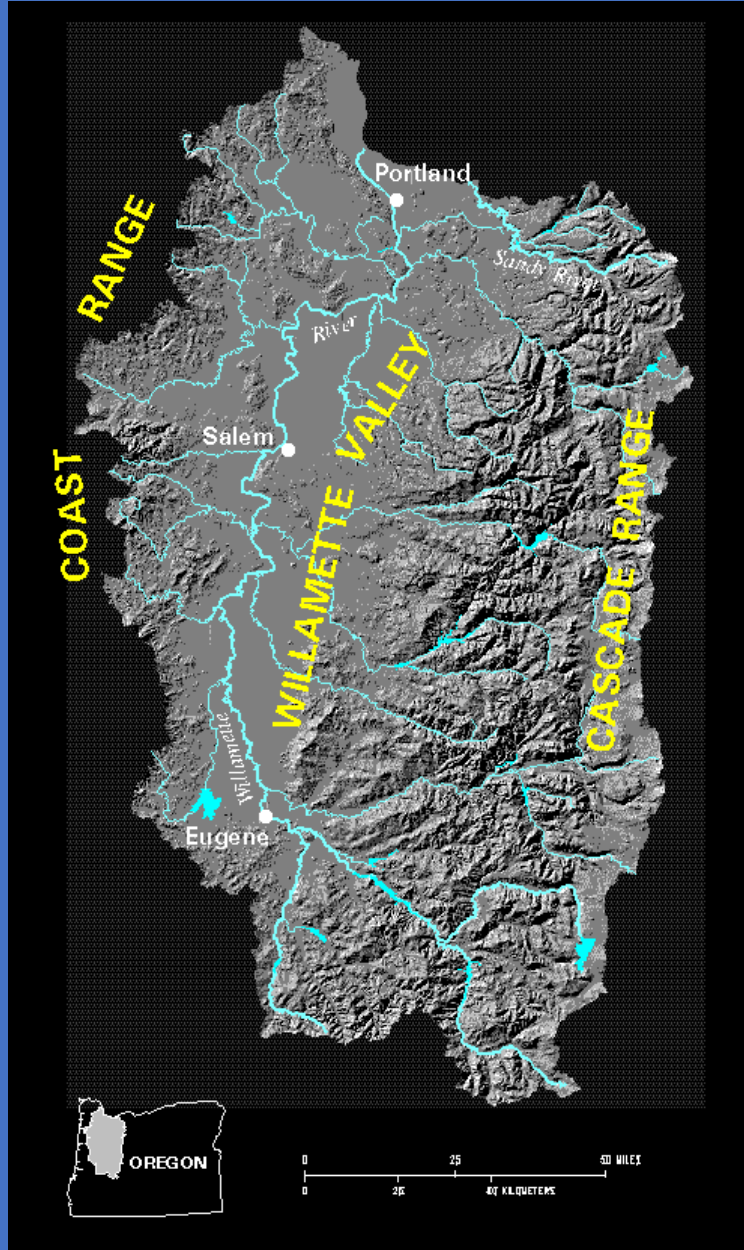 Portland
RANGE
Sandy River
River
WILLAMETTE VALLEY
Salem
COAST
CASCADE RANGE
Willamette
Eugene
OREGON
0 25 50 MILES
0 25 40 KILOMETERS